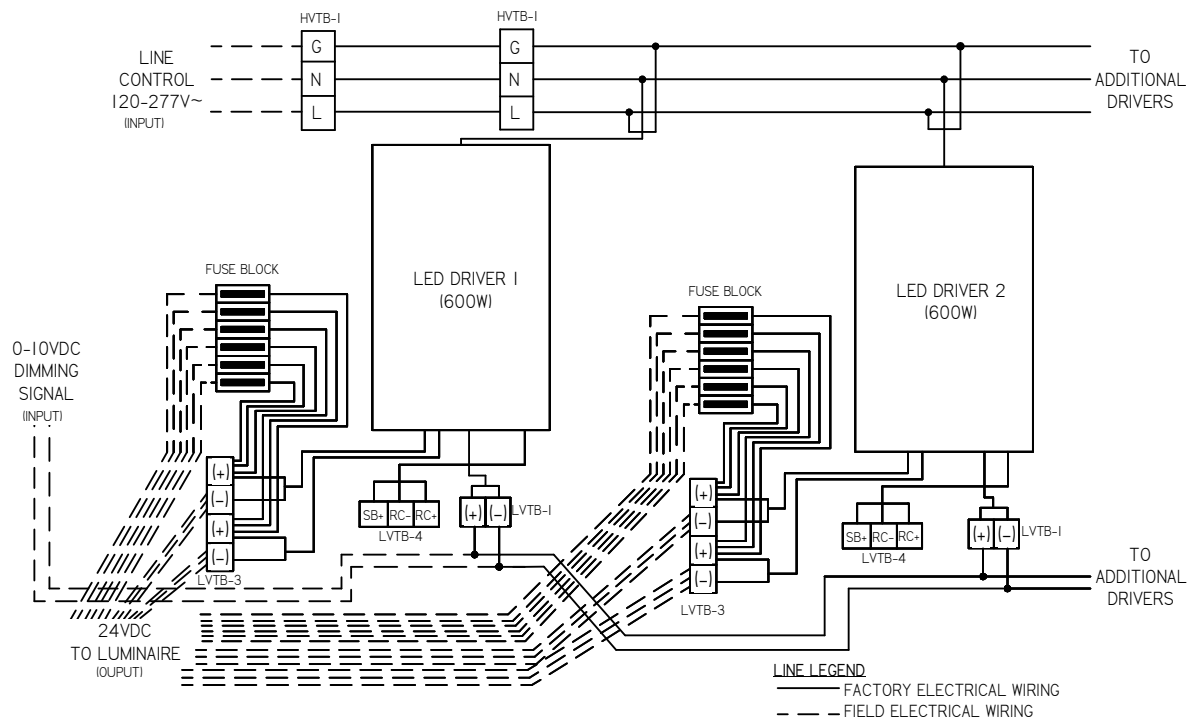 HVTB-1
HVTB-1
G
N
L
G
N
L
LINE
CONTROL
120-277V~
(INPUT)
TO
ADDITIONAL
DRIVERS
LED DRIVER 1
(600W)
LED DRIVER 2
(600W)
FUSE BLOCK
FUSE BLOCK
0-10VDC
DIMMING
SIGNAL
(INPUT)
(+)
(-)
(+)
(-)
LVTB-3
SB+ RC- RC+
LVTB-4
(+) (-)
LVTB-1
(+)
(-)
(+)
(-)
LVTB-3
SB+ RC- RC+
LVTB-4
(+) (-)
LVTB-1
TO
ADDITIONAL
DRIVERS
24VDC
TO LUMINAIRE
(OUPUT)
LINE LEGEND
FACTORY ELECTRICAL WIRING
FIELD ELECTRICAL WIRING